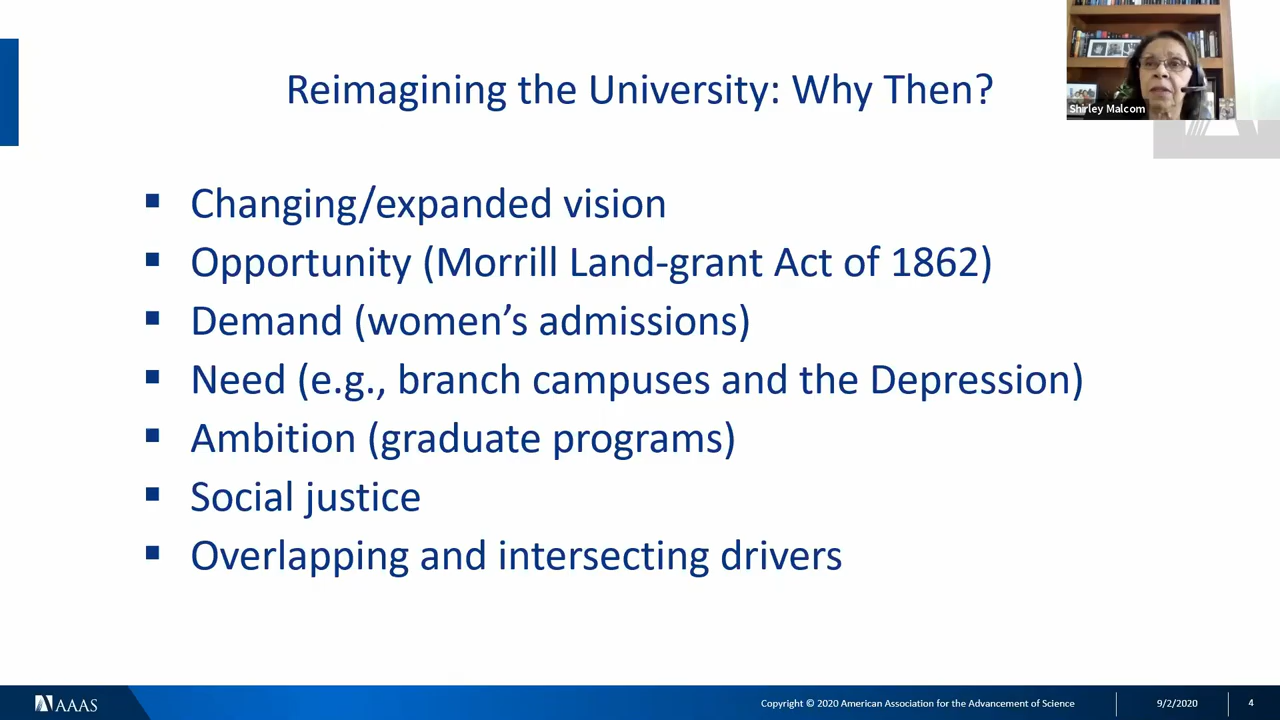 Reimagining the University: Why Then?
Shirley Malcom
▪ Changing/expanded vision
▪ Opportunity (Morrill Land-grant Act of 1862)
▪ Demand (women’s admissions)
▪ Need (e.g., branch campuses and the Depression)
▪ Ambition (graduate programs)
▪ Social justice
▪ Overlapping and intersecting drivers
AAAS
Copyright © 2020 American Association for the Advancement of Science
9/2/2020
4